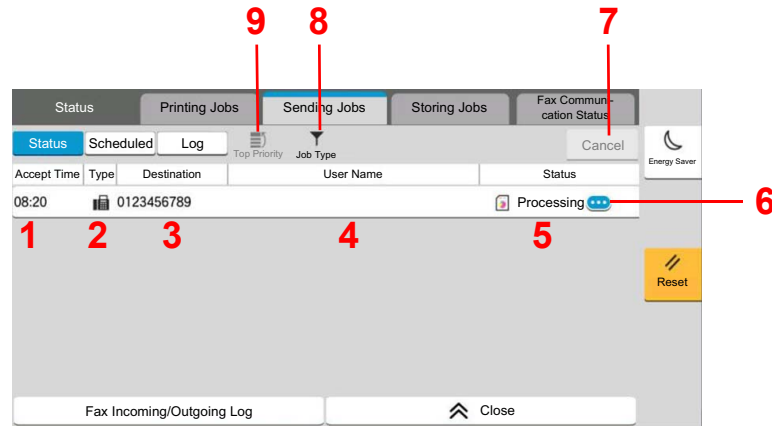 9 8 7
Status Printing Jobs Sending Jobs Storing Jobs Fax Communi-
cation Status
Status Scheduled Log Top Priority Job Type Cancel Energy Saver
Accept Time Type Destination User Name Status
08:20 0123456789 Processing 6
1 2 3 4 5
Reset
Fax Incoming/Outgoing Log Close